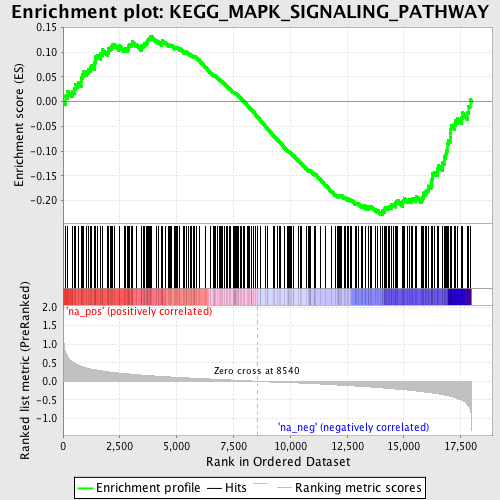 Enrichment plot: KEGG_MAPK_SIGNALING_PATHWAY
Enrichment score (ES)
0.15
0.10
0.05
0.00
-0.05
-0.10
-0.15
-0.20
Ranked list metric (PreRanked)
2.0
1.5
1.0
0.5
0.0
-0.5
-1.0
'na_pos' (positively correlated)
Zero cross at 8540
'na_neg' (negatively correlated)
0
2,500
5,000
7,500
10,000
12,500
15,000
17,500
Rank in Ordered Dataset
Enrichment profile
Hits
Ranking metric scores